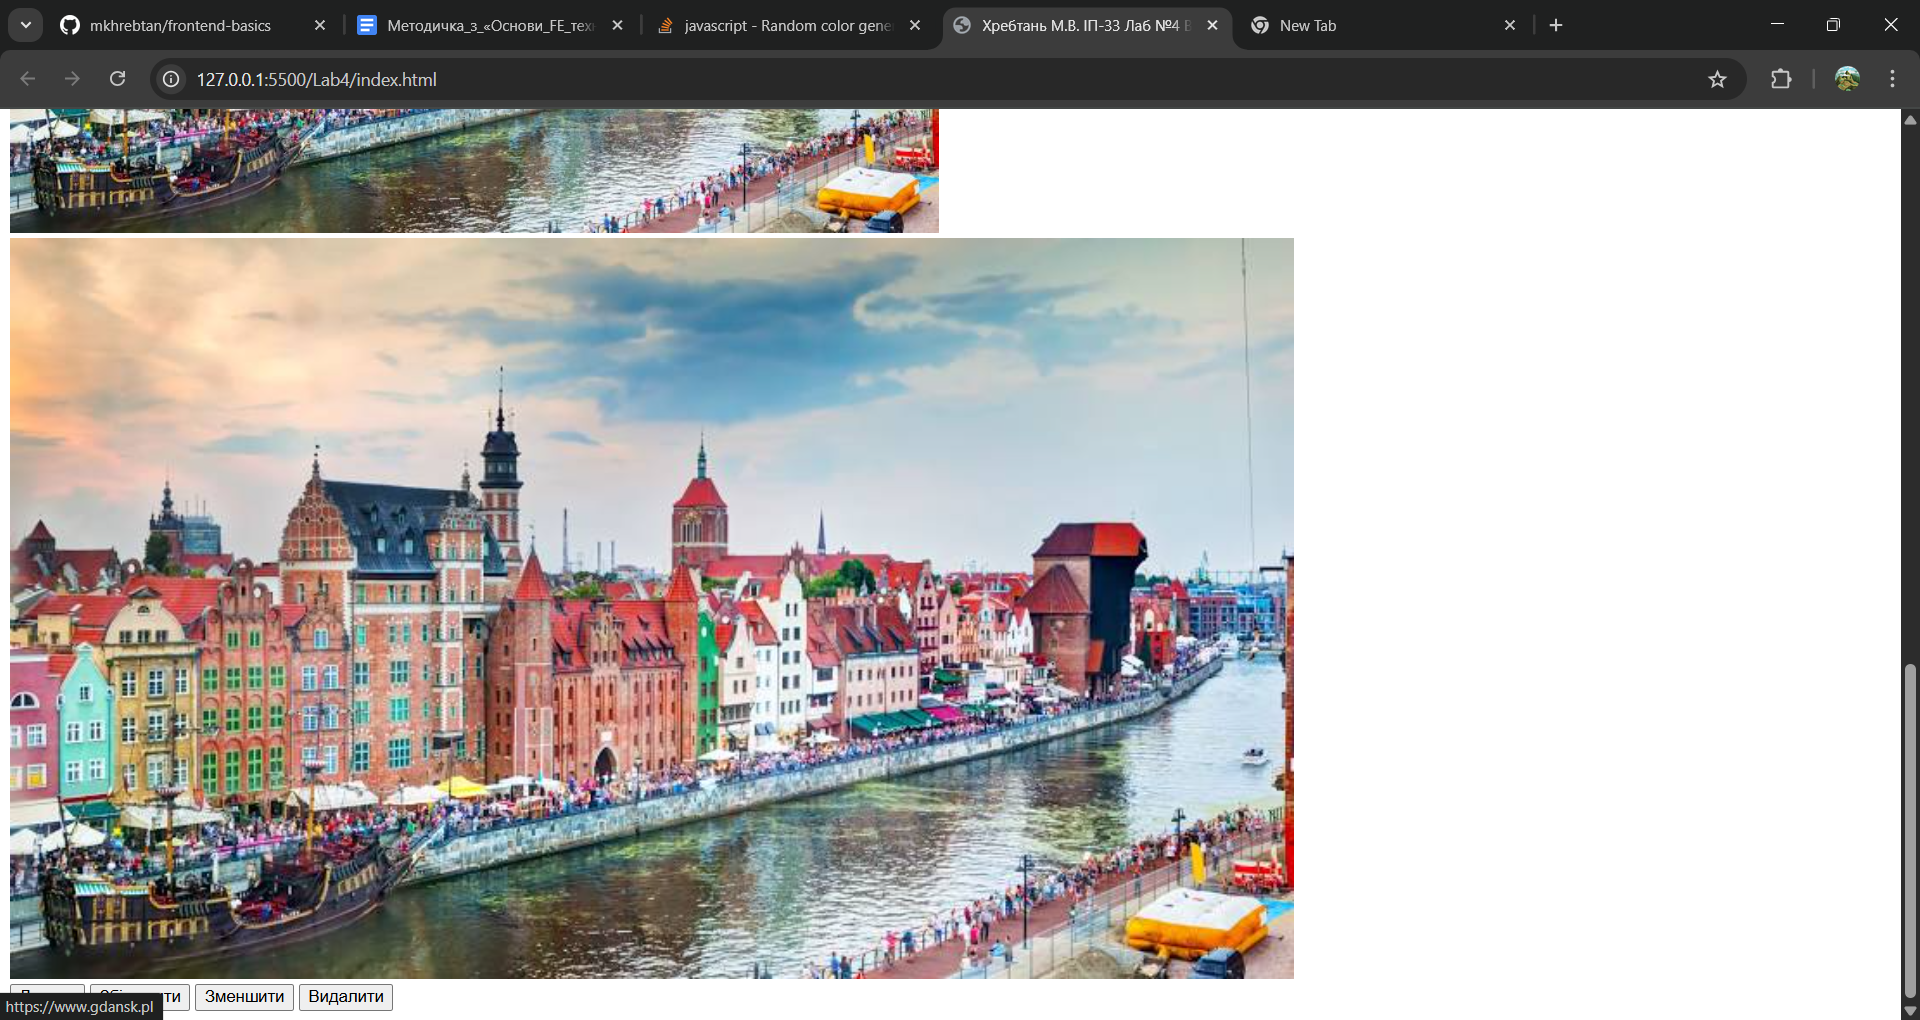 mkhrebtan/frontend-basics
Методичка_з_«Основи_FE_тех
javascript - Random color gene
Хребтань М.В. ІП-33 Лаб №4 В
New Tab
127.0.0.1:5500/Lab4/index.html
Зменшити
Видалити
https://www.gdansk.pl